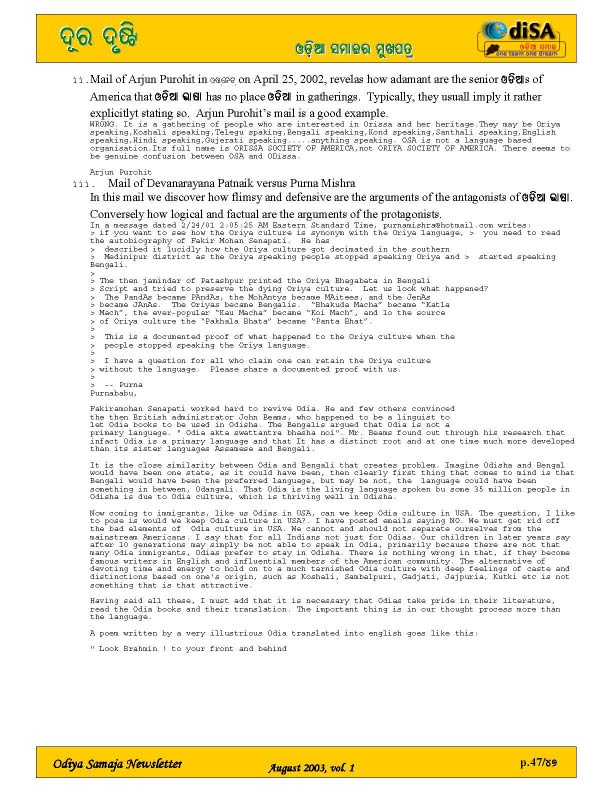 ଦୂର ଦୃଷ୍ଟି
ଓଡ଼ିଆ ସମାଜର ମୁଖପତ୍ର
odiSA
ଓଡ଼ିଆ ସମାଜ
one team one dream
ii.Mail of Arjun Purohit in on April 25, 2002, revelas how adamant are the senior ଓଡିଆs of
America that ଓଡିଆ ଭାଷା has no place ଓଡିଆ in gatherings. Typically, they usuall imply it rather
explicitlyt stating so. Arjun Purohit's mail is a good example.
WRONG. It is a gathering of people who are interested in Orissa and her heritage.They may be Oriya
speaking,Koshali speaking,Telegu spaking,Bengali speaking,Kond speaking,Santhali speaking,English
speaking,Hindi speaking,Gujerati speaking.....anything speaking. OSA is not a language based
organisation.Its full name is ORISSA SOCIETY OF AMERICA,not ORIYA SOCIETY OF AMERICA. There seems to
be genuine confusion between OSA and ODissa.
Arjun Purohit
iii. Mail of Devanarayana Patnaik versus Purna Mishra
In this mail we discover how flimsy and defensive are the arguments of the antagonists of ଓଡିଆ ଭାଷା.
Conversely how logical and factual are the arguments of the protagonists.
In a message dated 2/24/01 2:05:25 AM Eastern Standard Time, purnamishra@hotmail.com writes:
> if you want to see how the Oriya culture is synonym with the Oriya language, > you need to read
the autobiography of Fakir Mohan Senapati. He has
> described it lucidly how the Oriya culture got decimated in the southern
> Medinipur district as the Oriya speaking people stopped speaking Oriya and > started speaking
Bengali.
>
> The then jamindar of Patashpur printed the Oriya Bhagabeta in Bengali
> Script and tried to preserve the dying Oriya culture. Let us look what happened?
> The PandAs became PAndAs, the MohAntys became MAitees, and the JenAs
> became JAnAs. The Oriyas became Bengalis. "Bhakuda Macha" became "Katla
> Mach", the ever-popular "Kau Macha" became "Koi Mach", and lo the source
> of Oriya culture the "Pakhala Bhata" became "Panta Bhat".
>
> This is a documented proof of what happened to the Oriya culture when the
> people stopped speaking the Oriya language.
>
> I have a question for all who claim one can retain the Oriya culture
> without the language. Please share a documented proof with us.
>
> -- Purna
Purnababu,
Fakiramohan Senapati worked hard to revive Odia. He and few others convinced
the then British administrator John Beams, who happened to be a linguist to
let Odia books to be used in Odisha. The Bengalis argued that Odia is not a
primary language. " Odia akta swattantra bhasha noi". Mr. Beams found out through his research that
infact Odia is a primary language and that It has a distinct root and at one time much more developed
than its sister languages Assamese and Bengali.
It is the close similarity between Odia and Bengali that creates problem. Imagine Odisha and Bengal
would have been one state, as it could have been, then clearly first thing that comes to mind is that
Bengali would have been the preferred language, but may be not, the language could have been
something in between, Odangali. That Odia is the living language spoken bu some 35 million people in
Odisha is due to Odia culture, which is thriving well in Odisha.
Now coming to immigrants, like us Odias in USA, can we keep Odia culture in USA. The question, I like
to pose is would we keep Odia culture in USA?. I have posted emails saying NO. We must get rid off
the bad elements of Odia culture in USA. We cannot and should not separate ourselves from the
mainstream Americans. I say that for all Indians not just for Odias. Our children in later years say
after 10 generations may simply be not able to speak in Odia, primarily because there are not that
many Odia immigrants, Odias prefer to stay in Odisha. There is nothing wrong in that, if they become
famous writers in English and influential members of the American community. The alternative of
devoting time and energy to hold on to a much tarnished Odia culture with deep feelings of caste and
distinctions based on one's origin, such as Koshali, Sambalpuri, Gadjati, Jajpuria, Kutki etc is not
something that is that attractive.
Having said all these, I must add that it is necessary that Odias take pride in their literature,
read the Odia books and their translation. The important thing is in our thought process more than
the language.
A poem written by a very illustrious Odia translated into english goes like this:
" Look Brahmin ! to your front and behind
Odiya Samaja Newsletter
August 2003, vol. 1
p.47/୪୭